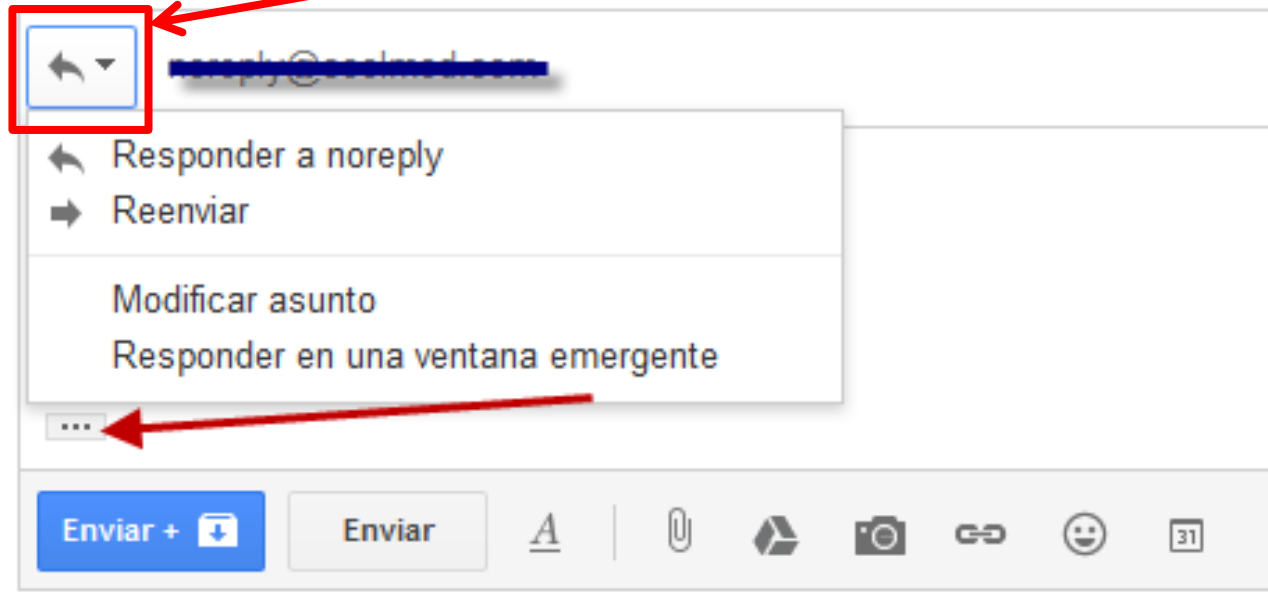 Responder a noreply
Reenviar
Modificar asunto
Responder en una ventana emergente
...
Enviar + Enviar A 31